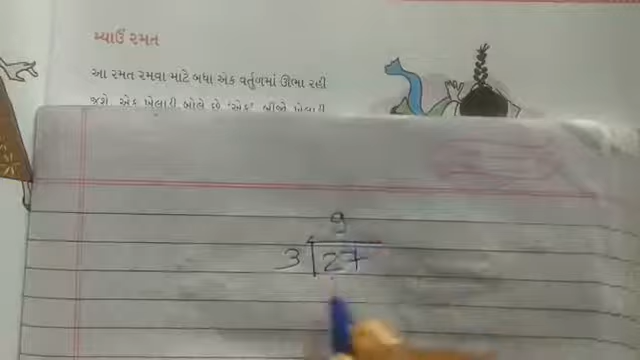 મ્યાઉં રમત
આ રમત રમવા માટે બધા એક વર્તુળમાં ઊભા રહી
જશે. એક ખેલાડી બોલે છે 'એક' બીજો ખેલાડી
9
3 27